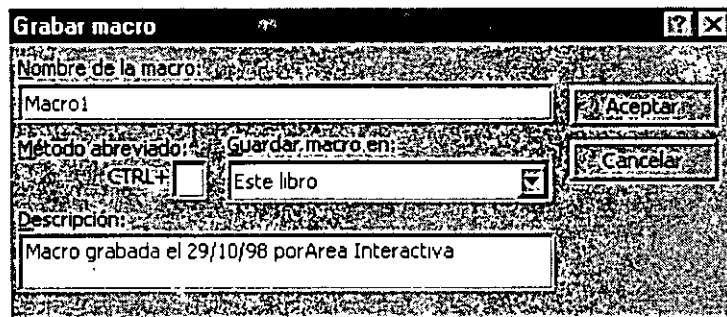 Grabar macro
Nombre de la macro:
Macro1
Aceptar
Método abreviado:
Guardar macro en:
Cancelar
CTRL+
Este libro
Descripción:
Macro grabada el 29/10/98 porArea Interactiva